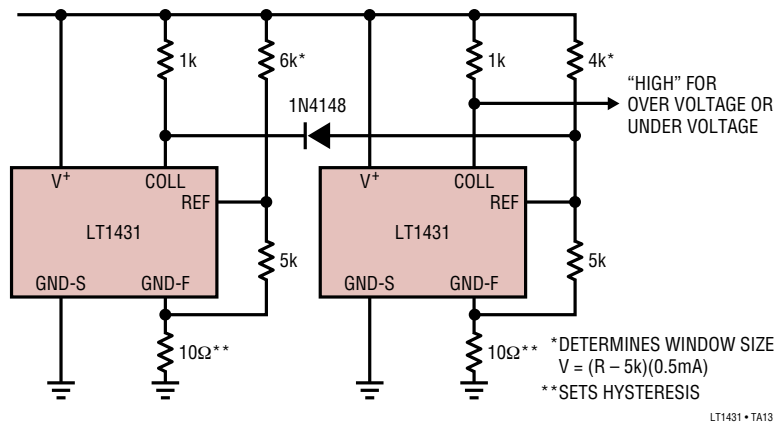 1k
6k*
1k
4k*
1N4148
"HIGH" FOR
OVER VOLTAGE OR
UNDER VOLTAGE
V+
COLL
REF
LT1431
GND-S
GND-F
5k
10Ω**
V+
COLL
REF
LT1431
GND-S
GND-F
5k
10Ω**
*DETERMINES WINDOW SIZE
V = (R – 5k)(0.5mA)
**SETS HYSTERESIS
LT1431 • TA13